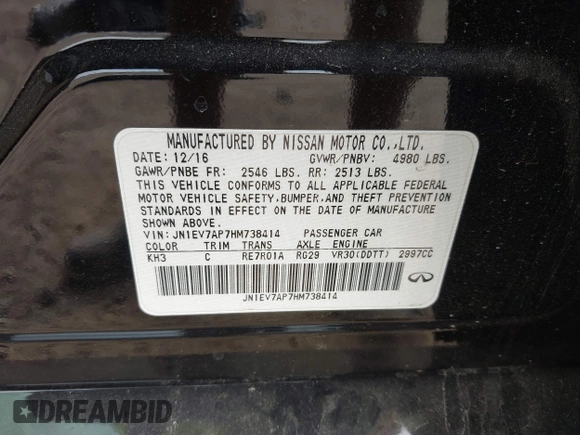 MANUFACTURED BY NISSAN MOTOR CO.,LTD.
DATE: 12/16 GVWR/PNBV: 4980 LBS.
GAWR/PNBE FR: 2546 LBS. RR: 2513 LBS.
THIS VEHICLE CONFORMS TO ALL APPLICABLE FEDERAL
MOTOR VEHICLE SAFETY,BUMPER,AND THEFT PREVENTION
STANDARDS IN EFFECT ON THE DATE OF MANUFACTURE
SHOWN ABOVE.
VIN: JN1EV7AP7HM738414 PASSENGER CAR
COLOR TRIM TRANS AXLE ENGINE
KH3 C RE7R01A RG29 VR30(DDTT) 2997CC
JN1EV7AP7HM738414
DREAMBID